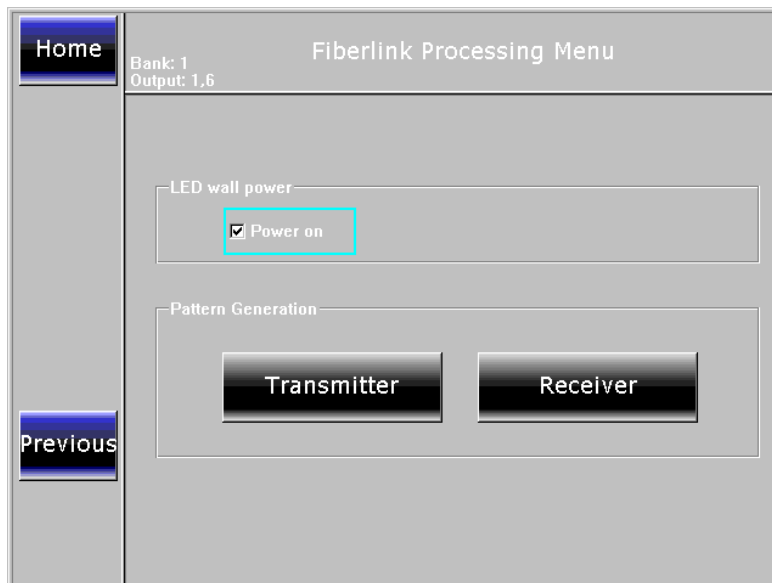 Home
Fiberlink Processing Menu
Bank: 1
Output: 1,6
LED wall power
Power on
Pattern Generation
Transmitter
Receiver
Previous